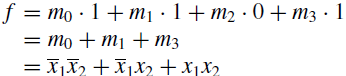 f = m₀ · 1 + m₁ · 1 + m₂ · 0 + m₃ · 1
= m₀ + m₁ + m₃
= x̅₁x̅₂ + x̅₁x₂ + x₁x₂